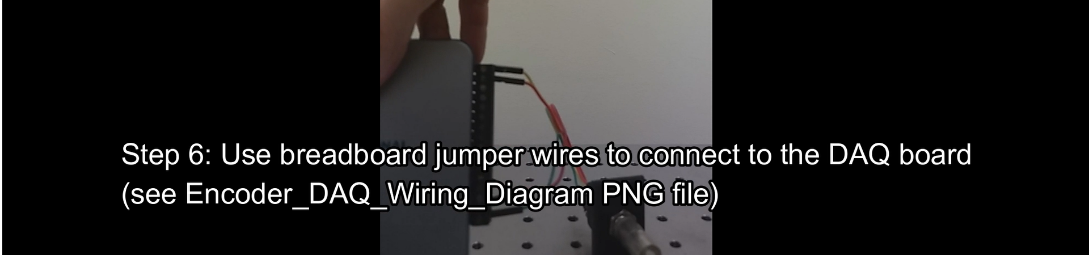 Step 6: Use breadboard jumper wires to connect to the DAQ board
(see Encoder_DAQ_Wiring_Diagram PNG file)